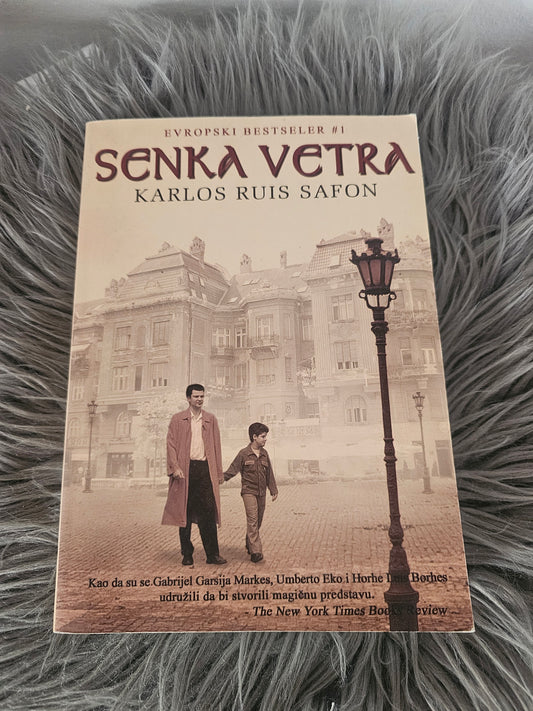 EVROPSKI BESTSELER #1
SENKA VETRA
KARLOS RUIS SAFON
Kao da su se Gabrijel Garsija Markes, Umberto Eko i Horhe Luis Borhes
udružili da bi stvorili magičnu predstavu.
The New York Times Books Review